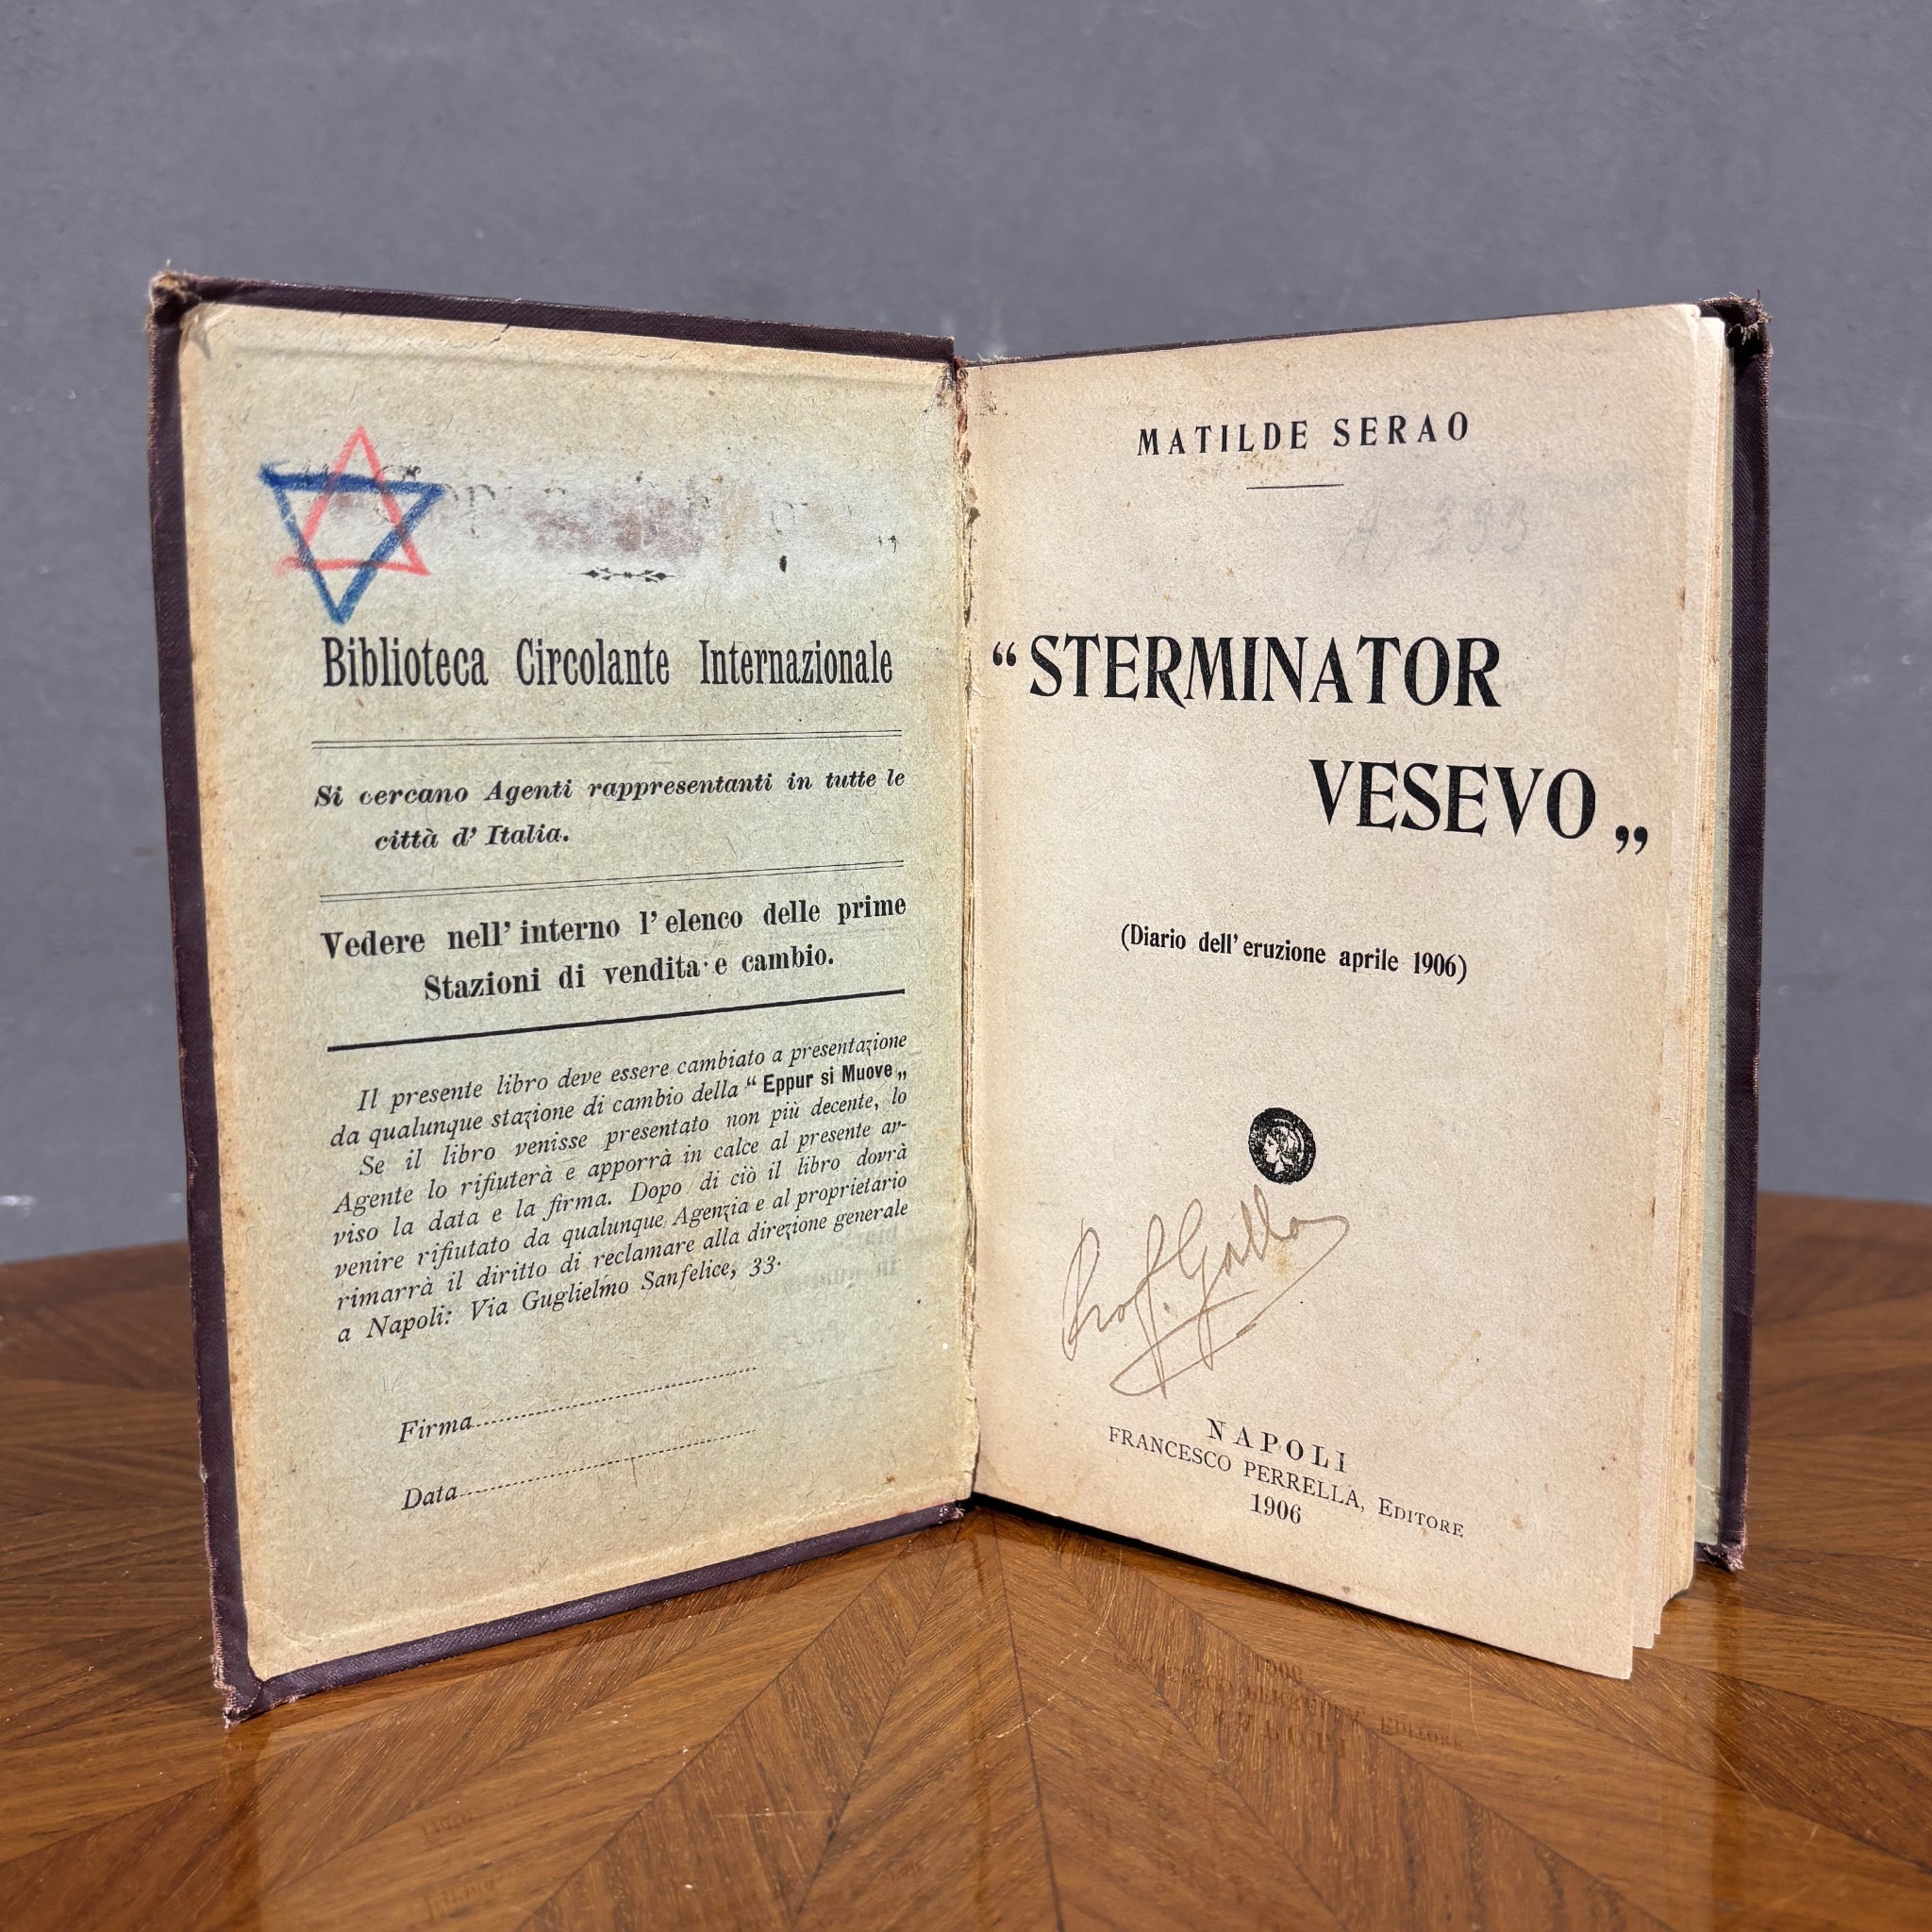 Biblioteca Circolante Internazionale
Si cercano Agenti rappresentanti in tutte le
città d' Italia.
Vedere nell' interno l' elenco delle prime
Stazioni di vendita e cambio.
Il presente libro deve essere cambiato a presentazione
da qualunque stazione di cambio della “ Eppur si Muove „
Se il libro venisse presentato non più decente, lo
Agente lo rifiuterà e apporrà in calce al presente av-
viso la data e la firma. Dopo di ciò il libro dovrà
venire rifiutato da qualunque Agenzia e al proprietario
rimarrà il diritto di reclamare alla direzione generale
a Napoli: Via Guglielmo Sanfelice, 33.
Firma
Data
MATILDE SERAO
A, 333
“ STERMINATOR
VESEVO „
(Diario dell' eruzione aprile 1906)
Prof. Gallo
NAPOLI
FRANCESCO PERRELLA, EDITORE
1906